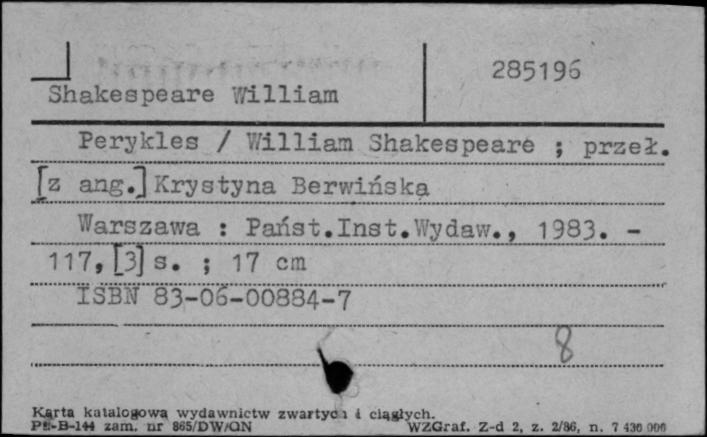 285196
Shakespeare William
Perykles / William Shakespeare ; przeł.
[z ang.] Krystyna Berwińska
Warszawa : Państ.Inst.Wydaw., 1983. -
117, [3] s. ; 17 cm
ISBN 83-06-00884-7
8
Karta katalogowa wydawnictw zwartych i ciągłych.
Pu-B-144 zam. nr 865/DW/ON WZGraf. Z-d 2, z. 2/86, n. 7 430 000